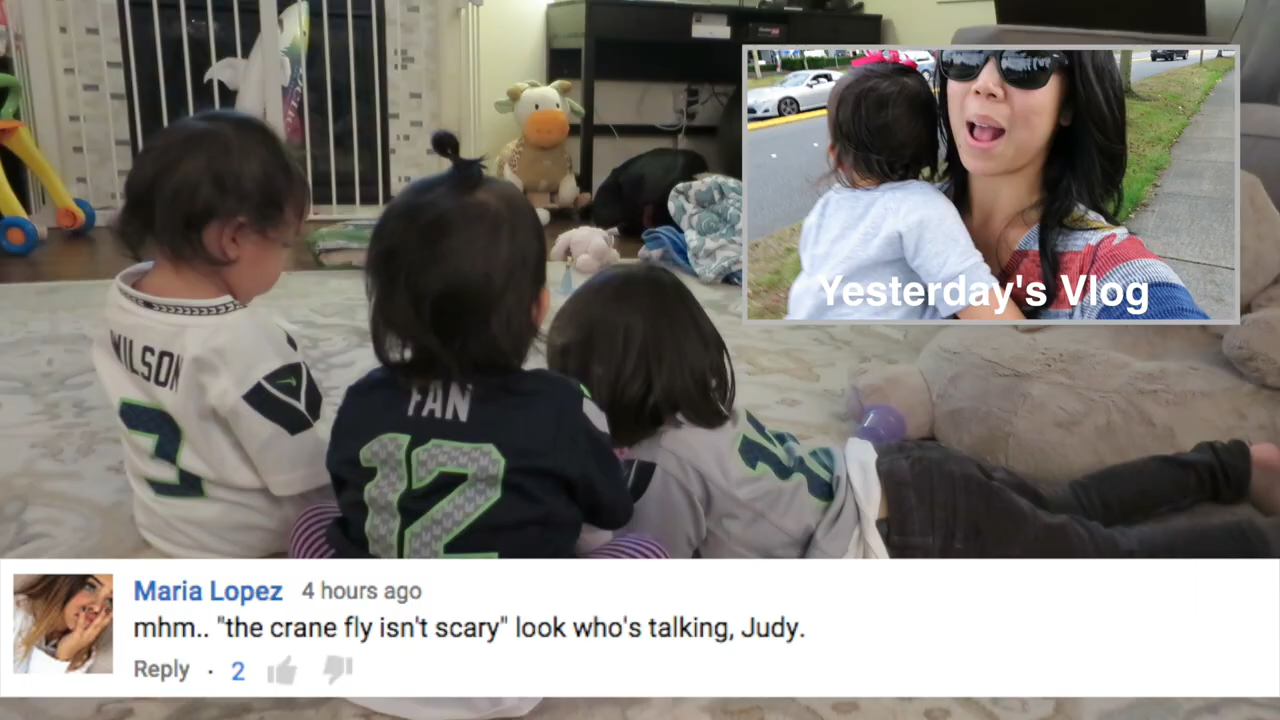 Yesterday's Vlog
WILSON
3
FAN
12
12
Maria Lopez 4 hours ago
mhm.. "the crane fly isn't scary" look who's talking, Judy.
Reply · 2